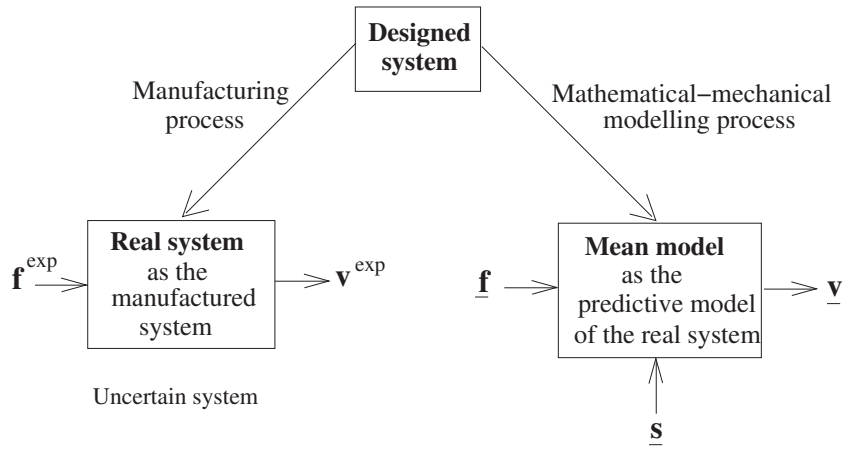 Designed
system
Manufacturing
process
Mathematical−mechanical
modelling process
Real system
as the
manufactured
system
f exp
v exp
Mean model
as the
predictive model
of the real system
f
v
s
Uncertain system